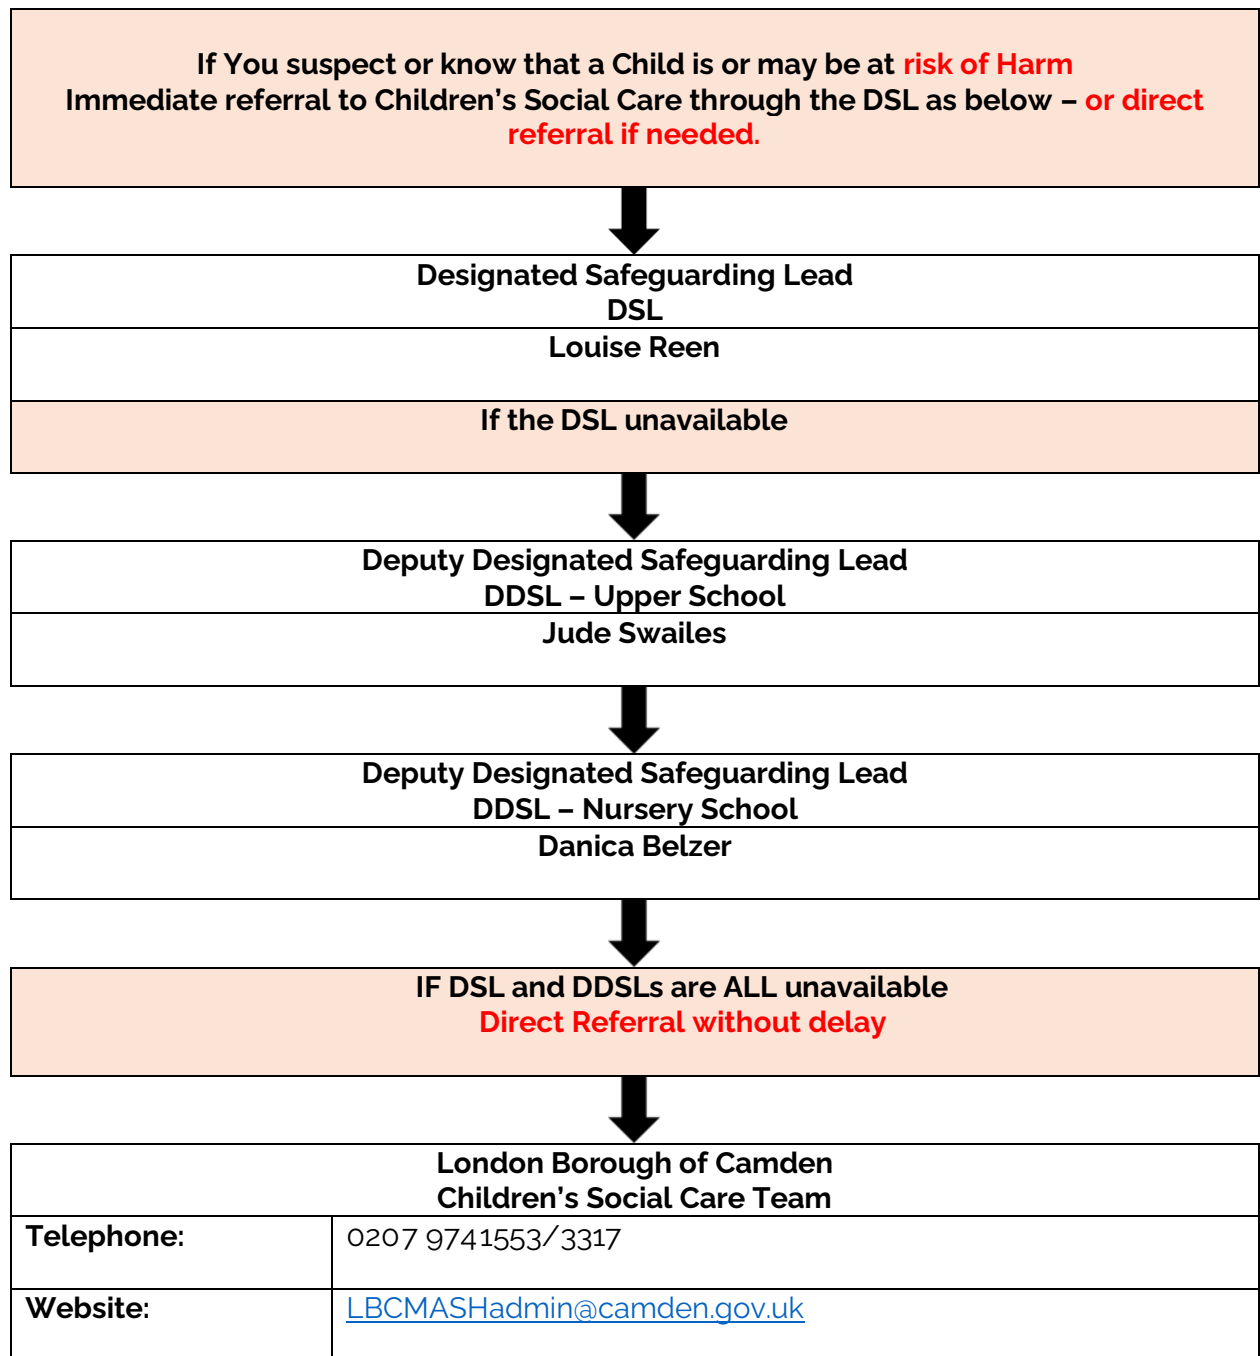 If You suspect or know that a Child is or may be at risk of Harm
Immediate referral to Children's Social Care through the DSL as below – or direct
referral if needed.
Designated Safeguarding Lead
DSL
Louise Reen
If the DSL unavailable
Deputy Designated Safeguarding Lead
DDSL – Upper School
Jude Swailes
Deputy Designated Safeguarding Lead
DDSL – Nursery School
Danica Belzer
IF DSL and DDSLs are ALL unavailable
Direct Referral without delay
London Borough of Camden
Children's Social Care Team
Telephone: 0207 9741553/3317
Website: LBCMASHadmin@camden.gov.uk